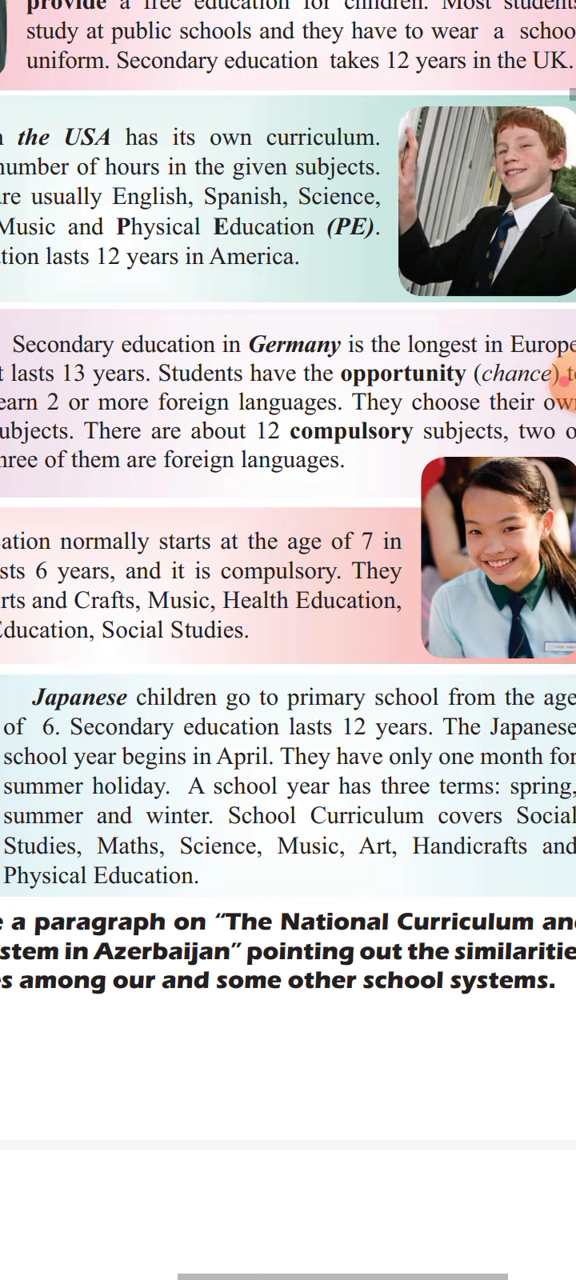 provide a free education for children. Most students
study at public schools and they have to wear a schoo
uniform. Secondary education takes 12 years in the UK.
n the USA has its own curriculum.
number of hours in the given subjects.
are usually English, Spanish, Science,
Music and Physical Education (PE).
tion lasts 12 years in America.
Secondary education in Germany is the longest in Europe
t lasts 13 years. Students have the opportunity (chance) to
earn 2 or more foreign languages. They choose their own
ubjects. There are about 12 compulsory subjects, two o
hree of them are foreign languages.
ation normally starts at the age of 7 in
sts 6 years, and it is compulsory. They
rts and Crafts, Music, Health Education,
Education, Social Studies.
Japanese children go to primary school from the age
of 6. Secondary education lasts 12 years. The Japanese
school year begins in April. They have only one month for
summer holiday. A school year has three terms: spring,
summer and winter. School Curriculum covers Social
Studies, Maths, Science, Music, Art, Handicrafts and
Physical Education.
e a paragraph on “The National Curriculum and
stem in Azerbaijan” pointing out the similaritie
s among our and some other school systems.